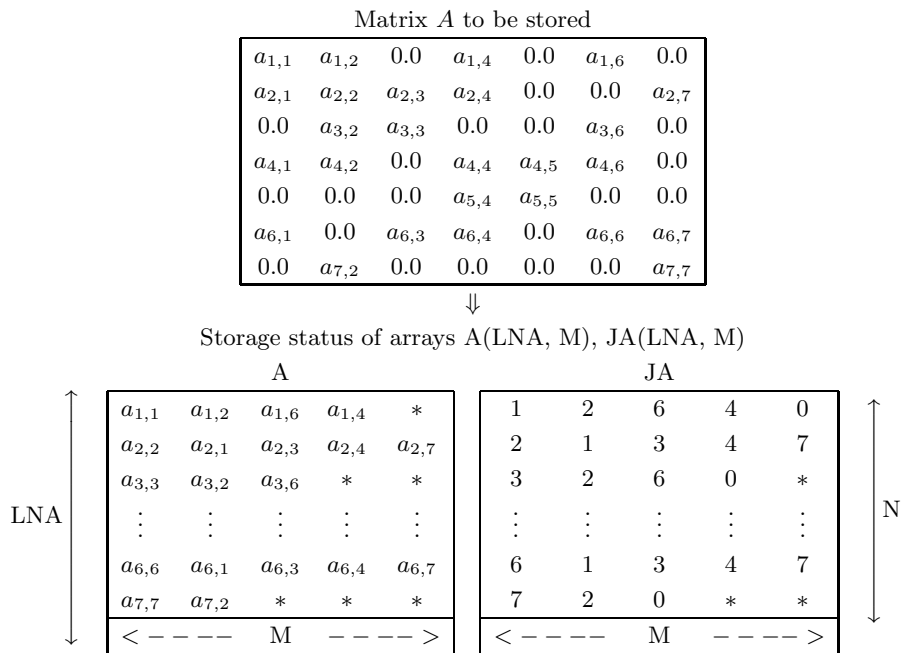 Matrix A to be stored
a1,1 a1,2 0.0 a1,4 0.0 a1,6 0.0
a2,1 a2,2 a2,3 a2,4 0.0 0.0 a2,7
0.0 a3,2 a3,3 0.0 0.0 a3,6 0.0
a4,1 a4,2 0.0 a4,4 a4,5 a4,6 0.0
0.0 0.0 0.0 a5,4 a5,5 0.0 0.0
a6,1 0.0 a6,3 a6,4 0.0 a6,6 a6,7
0.0 a7,2 0.0 0.0 0.0 0.0 a7,7
⇓
Storage status of arrays A(LNA, M), JA(LNA, M)
A JA
a1,1 a1,2 a1,6 a1,4 * 1 2 6 4 0
a2,2 a2,1 a2,3 a2,4 a2,7 2 1 3 4 7
a3,3 a3,2 a3,6 * * 3 2 6 0 *
LNA ⋮ ⋮ ⋮ ⋮ ⋮ ⋮ ⋮ ⋮ ⋮ ⋮ N
a6,6 a6,1 a6,3 a6,4 a6,7 6 1 3 4 7
a7,7 a7,2 * * * 7 2 0 * *
< − − − − M − − − − > < − − − − M − − − − >